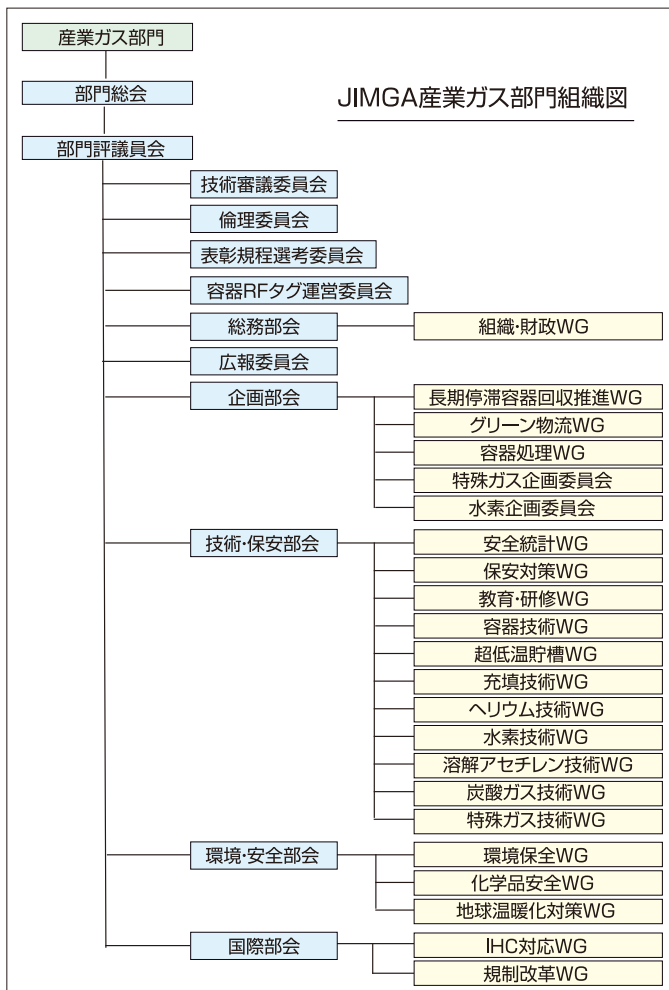 産業ガス部門
部門総会
JIMGA産業ガス部門組織図
部門評議員会
技術審議委員会
倫理委員会
表彰規程選考委員会
容器RFタグ運営委員会
総務部会
組織・財政WG
広報委員会
企画部会
長期停滞容器回収推進WG
グリーン物流WG
容器処理WG
特殊ガス企画委員会
水素企画委員会
技術・保安部会
安全統計WG
保安対策WG
教育・研修WG
容器技術WG
超低温貯槽WG
充填技術WG
ヘリウム技術WG
水素技術WG
溶解アセチレン技術WG
炭酸ガス技術WG
特殊ガス技術WG
環境・安全部会
環境保全WG
化学品安全WG
地球温暖化対策WG
国際部会
IHC対応WG
規制改革WG